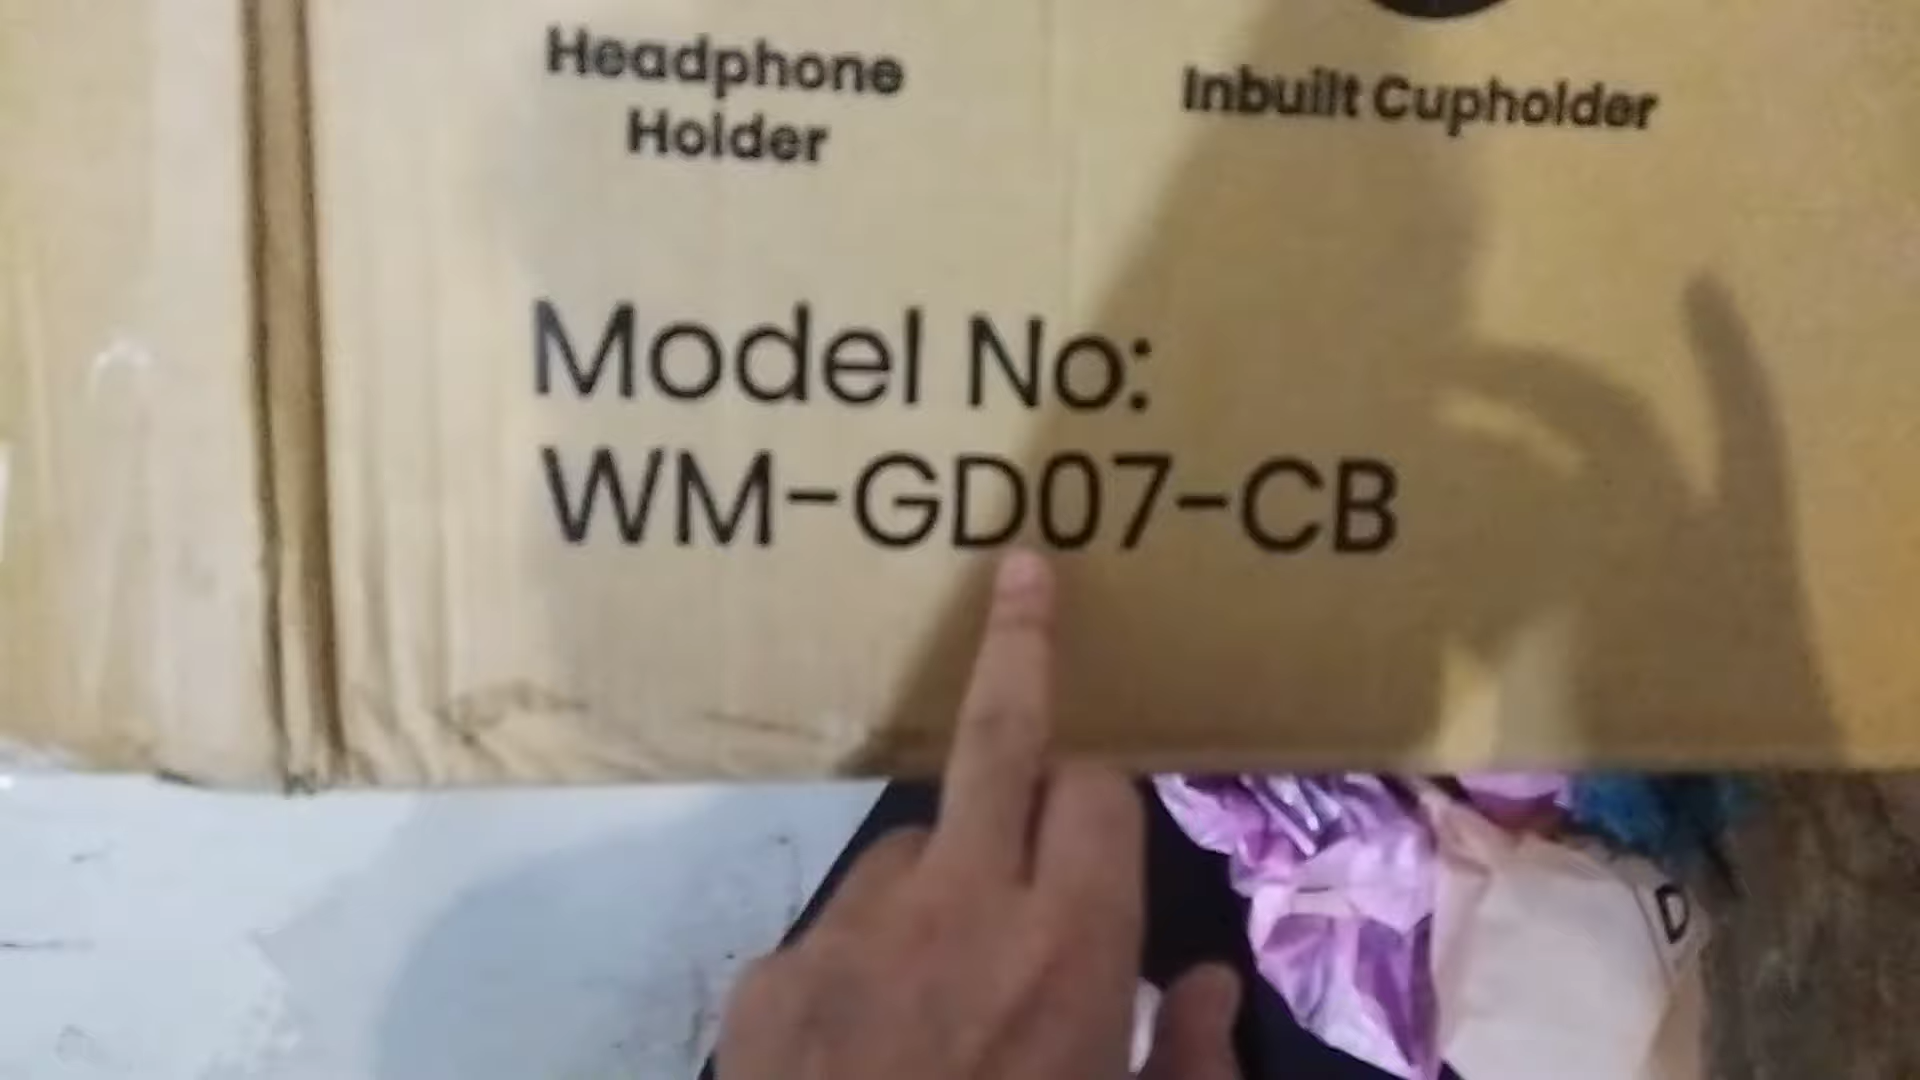 Headphone
Holder
Inbuilt Cupholder
Model No:
WM-GD07-CB
D